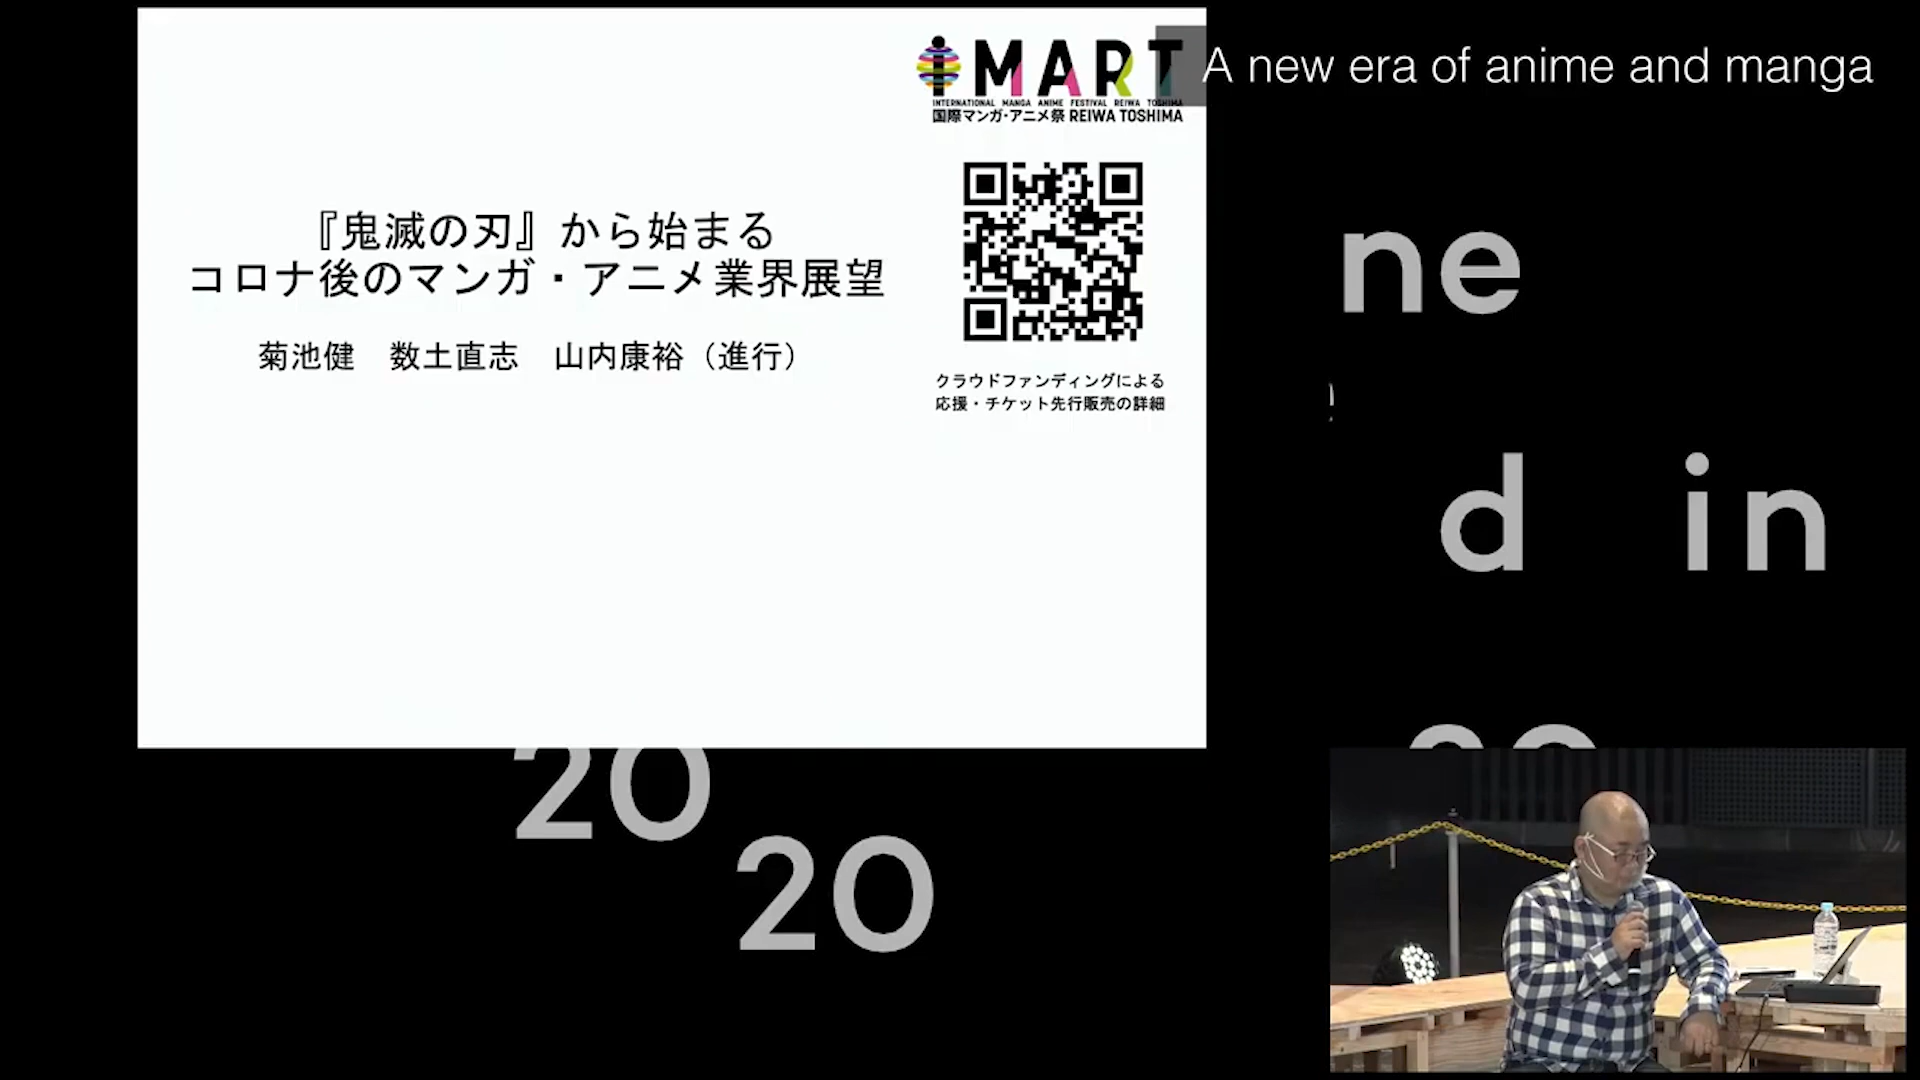 iMART
INTERNATIONAL MANGA ANIME FESTIVAL REIWA TOSHIMA
国際マンガ・アニメ祭 REIWA TOSHIMA
A new era of anime and manga
『鬼滅の刃』から始まる
コロナ後のマンガ・アニメ業界展望
菊池健 数土直志 山内康裕（進行）
クラウドファンディングによる
応援・チケット先行販売の詳細
ne
d in
20
20